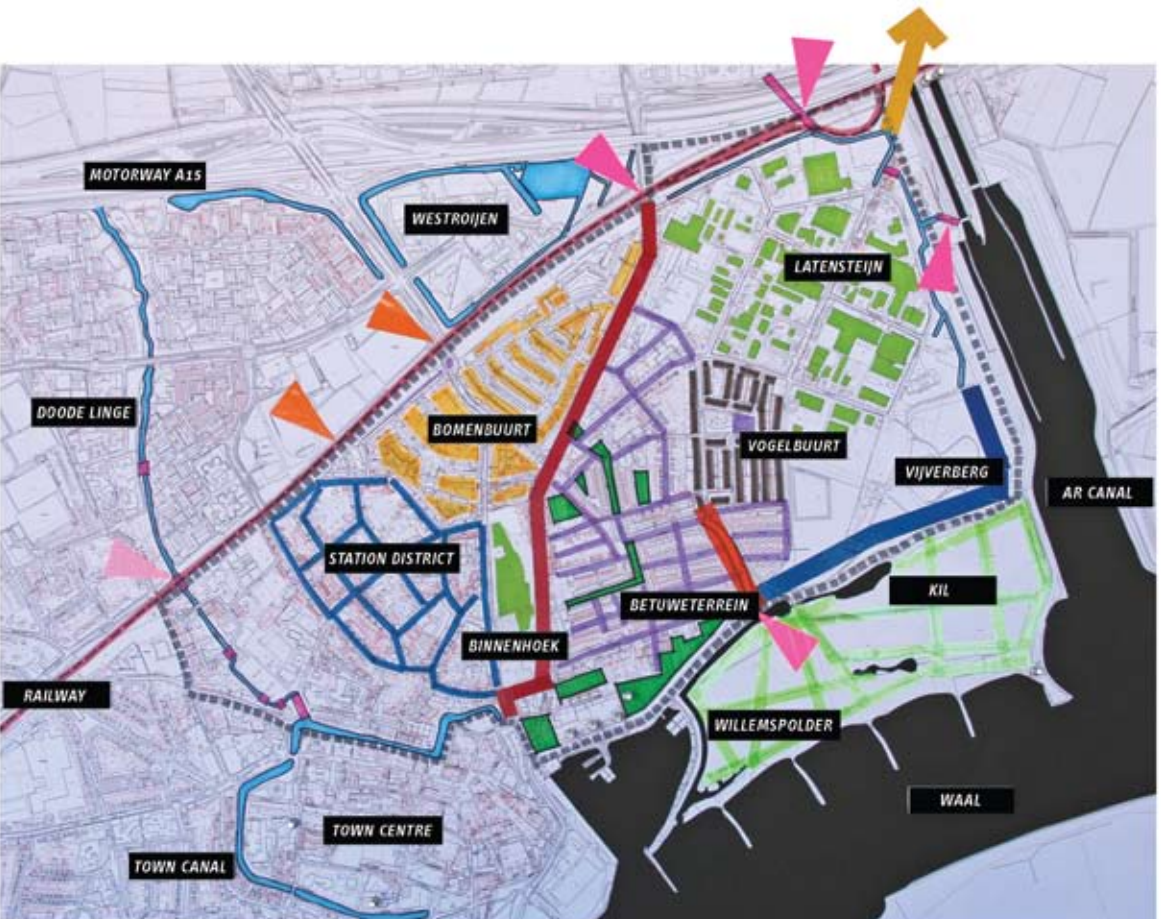 MOTORWAY A15
WESTROIJEN
LATENSTEIJN
DOODE LINGE
BOMENBUURT
VOGELBUURT
VIJVERBERG
AR CANAL
STATION DISTRICT
KIL
BETUWETERREIN
BINNENHOEK
RAILWAY
WILLEMSPOLDER
WAAL
TOWN CENTRE
TOWN CANAL